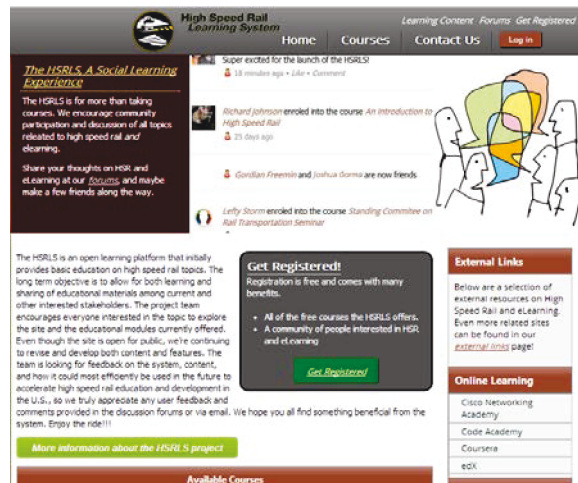 High Speed Rail
Learning System
Learning Content Forums Get Registered
Home Courses Contact Us Log in
The HSRLS, A Social Learning
Experience
The HSRLS is for more than taking
courses. We encourage community
participation and discussion of all topics
releated to high speed rail and
elearning.
Share your thoughts on HSR and
eLearning at our forums, and maybe
make a few friends along the way.
Super excited for the launch of the HSRLS!
18 minutes ago • Like • Comment
Richard Johnson enroled into the course An Introduction to
High Speed Rail
25 days ago
Gordian Freemin and Joshua Gorma are now friends
Lefty Storm enroled into the course Standing Committee on
Rail Transportation Seminar
The HSRLS is an open learning platform that initially
provides basic education on high speed rail topics. The
long term objective is to allow for both learning and
sharing of educational materials among current and
other interested stakeholders. The project team
encourages everyone interested in the topic to explore
the site and the educational modules currently offered.
Even though the site is open for public, we're continuing
to revise and develop both content and features. The
team is looking for feedback on the system, content,
and how it could most efficiently be used in the future to
accelerate high speed rail education and development in
the U.S., so we truly appreciate any user feedback and
comments provided in the discussion forums or via email. We hope you all find something beneficial from the
system. Enjoy the ride!!!
More information about the HSRLS project
Get Registered!
Registration is free and comes with many
benefits.
• All of the free courses the HSRLS offers.
• A community of people interested in HSR
and eLearning
Get Registered
External Links
Below are a selection of
external resources on High
Speed Rail and eLearning.
Even more related sites
can be found in our
external links page!
Online Learning
Cisco Networking
Academy
Code Academy
Coursera
edX
Available Courses